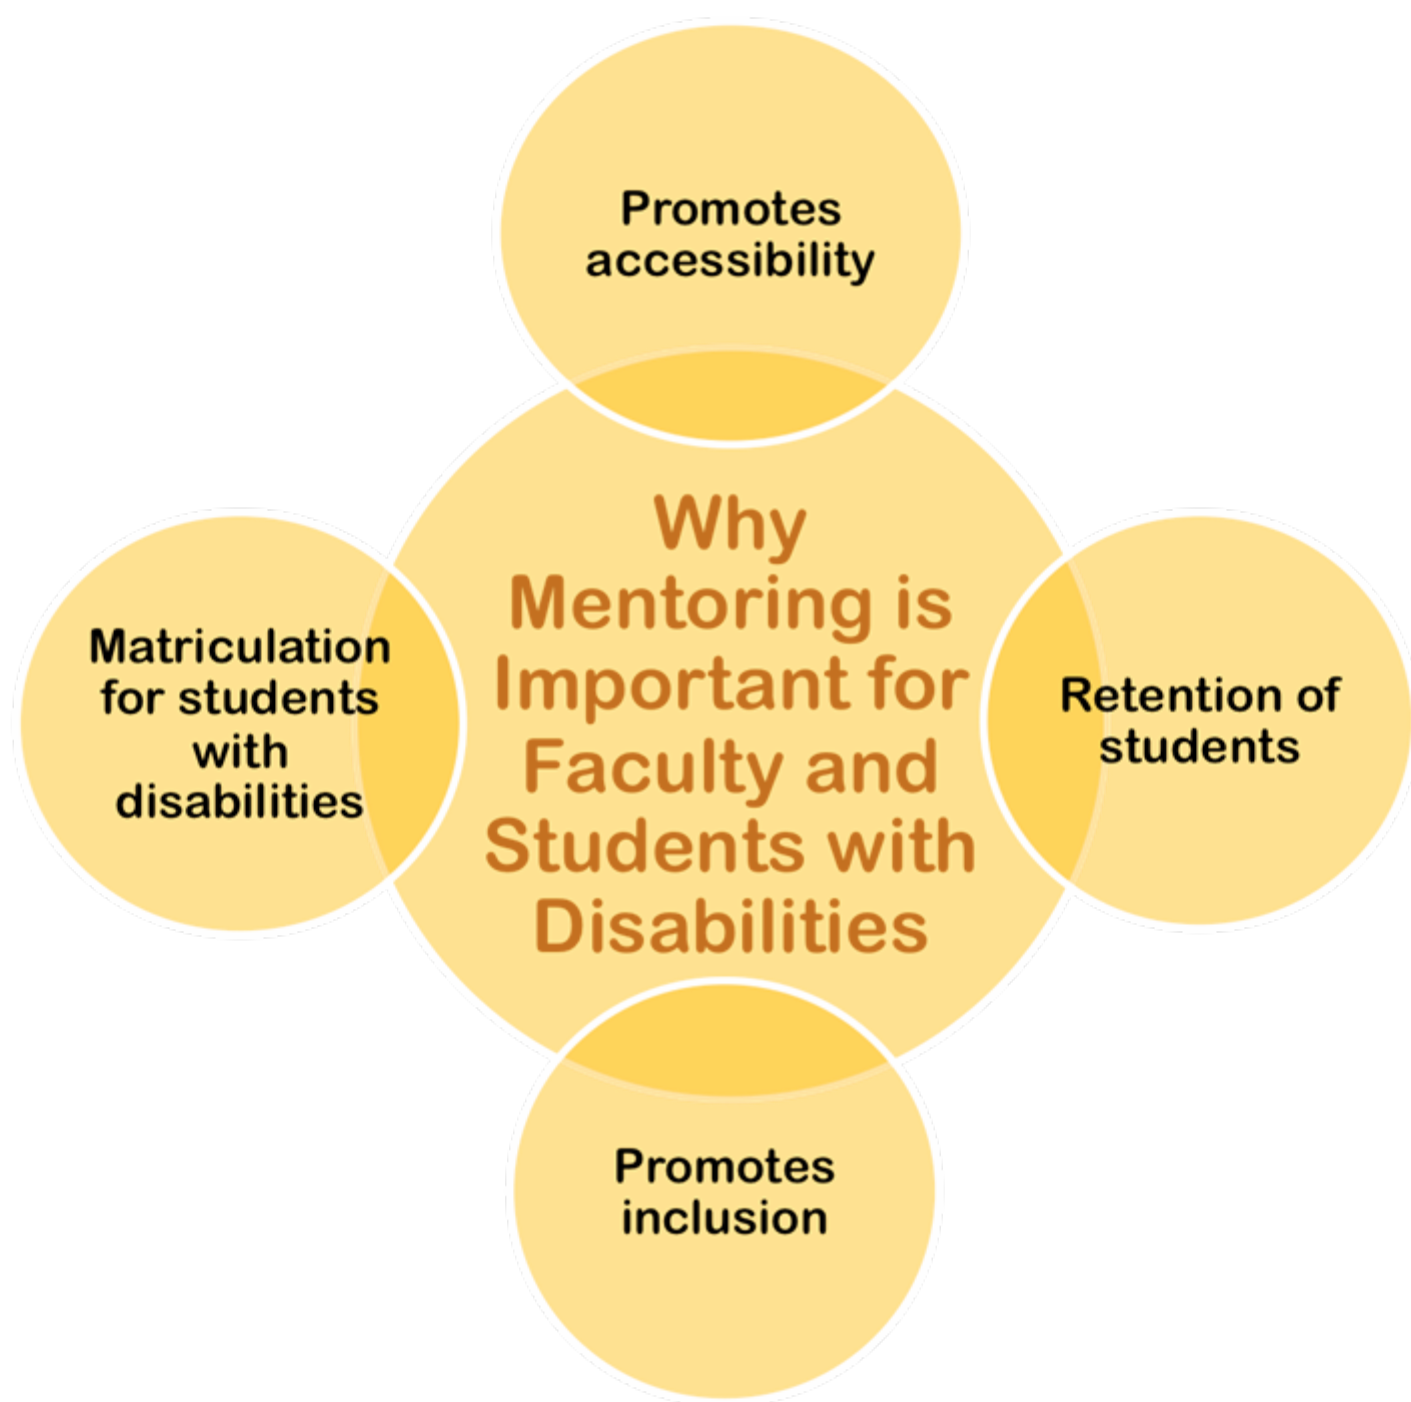 Promotes
accessibility
Why
Mentoring is
Important for
Faculty and
Students with
Disabilities
Matriculation
for students
with
disabilities
Retention of
students
Promotes
inclusion